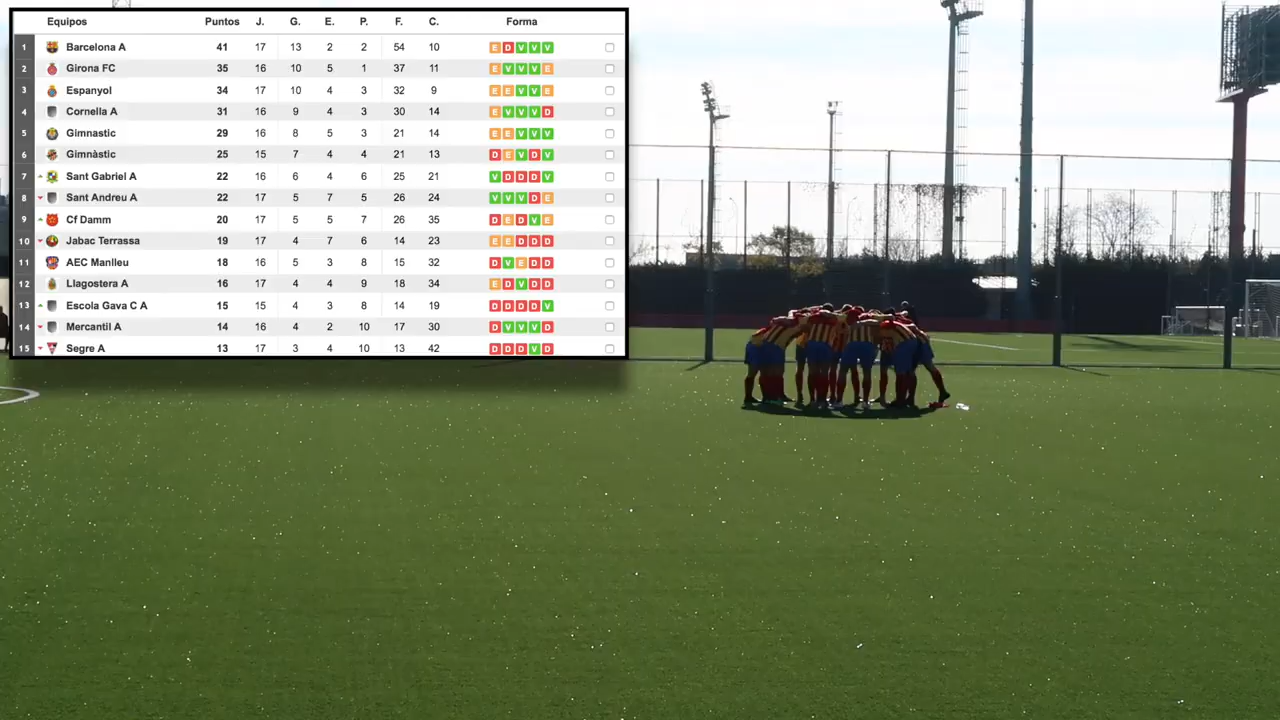 Equipos Puntos J. G. E. P. F. C. Forma
1 Barcelona A 41 17 13 2 2 54 10 E D V V V
2 Girona FC 35 16 10 5 1 37 11 E V V V E
3 Espanyol 34 17 10 4 3 32 9 E E V V E
4 Cornella A 31 16 9 4 3 30 14 E V V V D
5 Gimnastic 29 16 8 5 3 21 14 E E V V V
6 Gimnàstic 25 15 7 4 4 21 13 D E V D V
7 Sant Gabriel A 22 16 6 4 6 25 21 V D D D V
8 Sant Andreu A 22 17 5 7 5 26 24 V V V D E
9 Cf Damm 20 17 5 5 7 26 35 D E D V E
10 Jabac Terrassa 19 17 4 7 6 14 23 E E D D D
11 AEC Manlleu 18 16 5 3 8 15 32 D V E D D
12 Llagostera A 16 17 4 4 9 18 34 E D V D D
13 Escola Gava C A 15 15 4 3 8 14 19 D D D D V
14 Mercantil A 14 16 4 2 10 17 30 D V V V D
15 Segre A 13 17 3 4 10 13 42 D D D V D